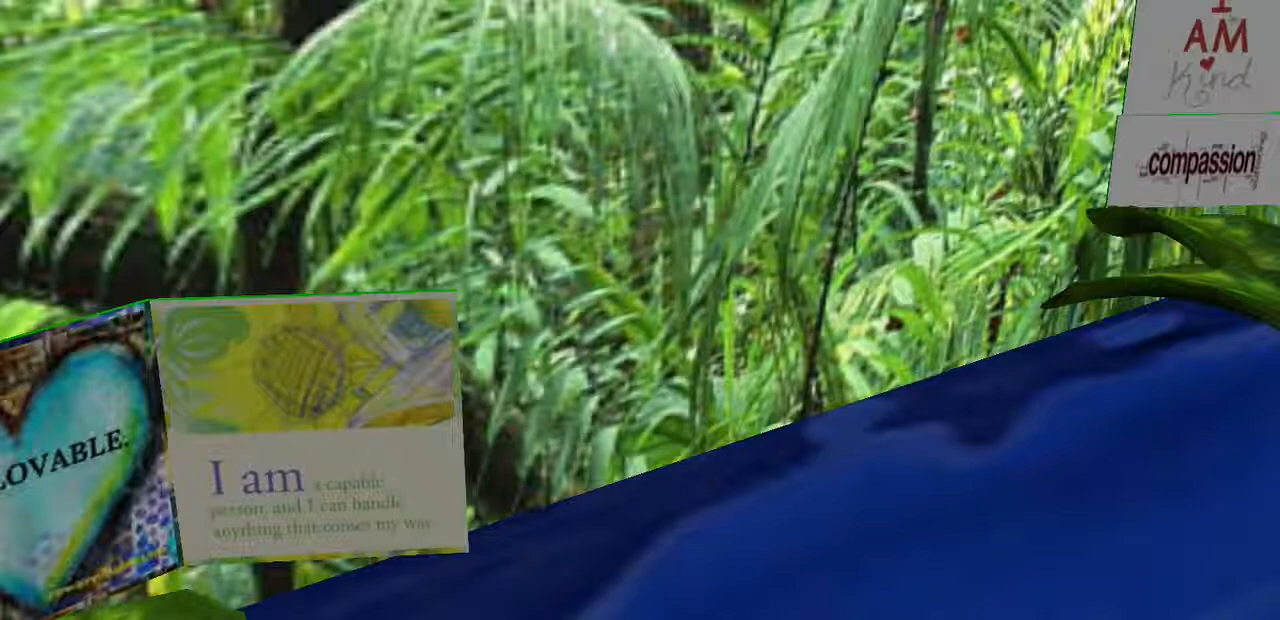 I
AM
Kind
compassion
LOVABLE.
I am a capable
person, and I can handle
anything that comes my way